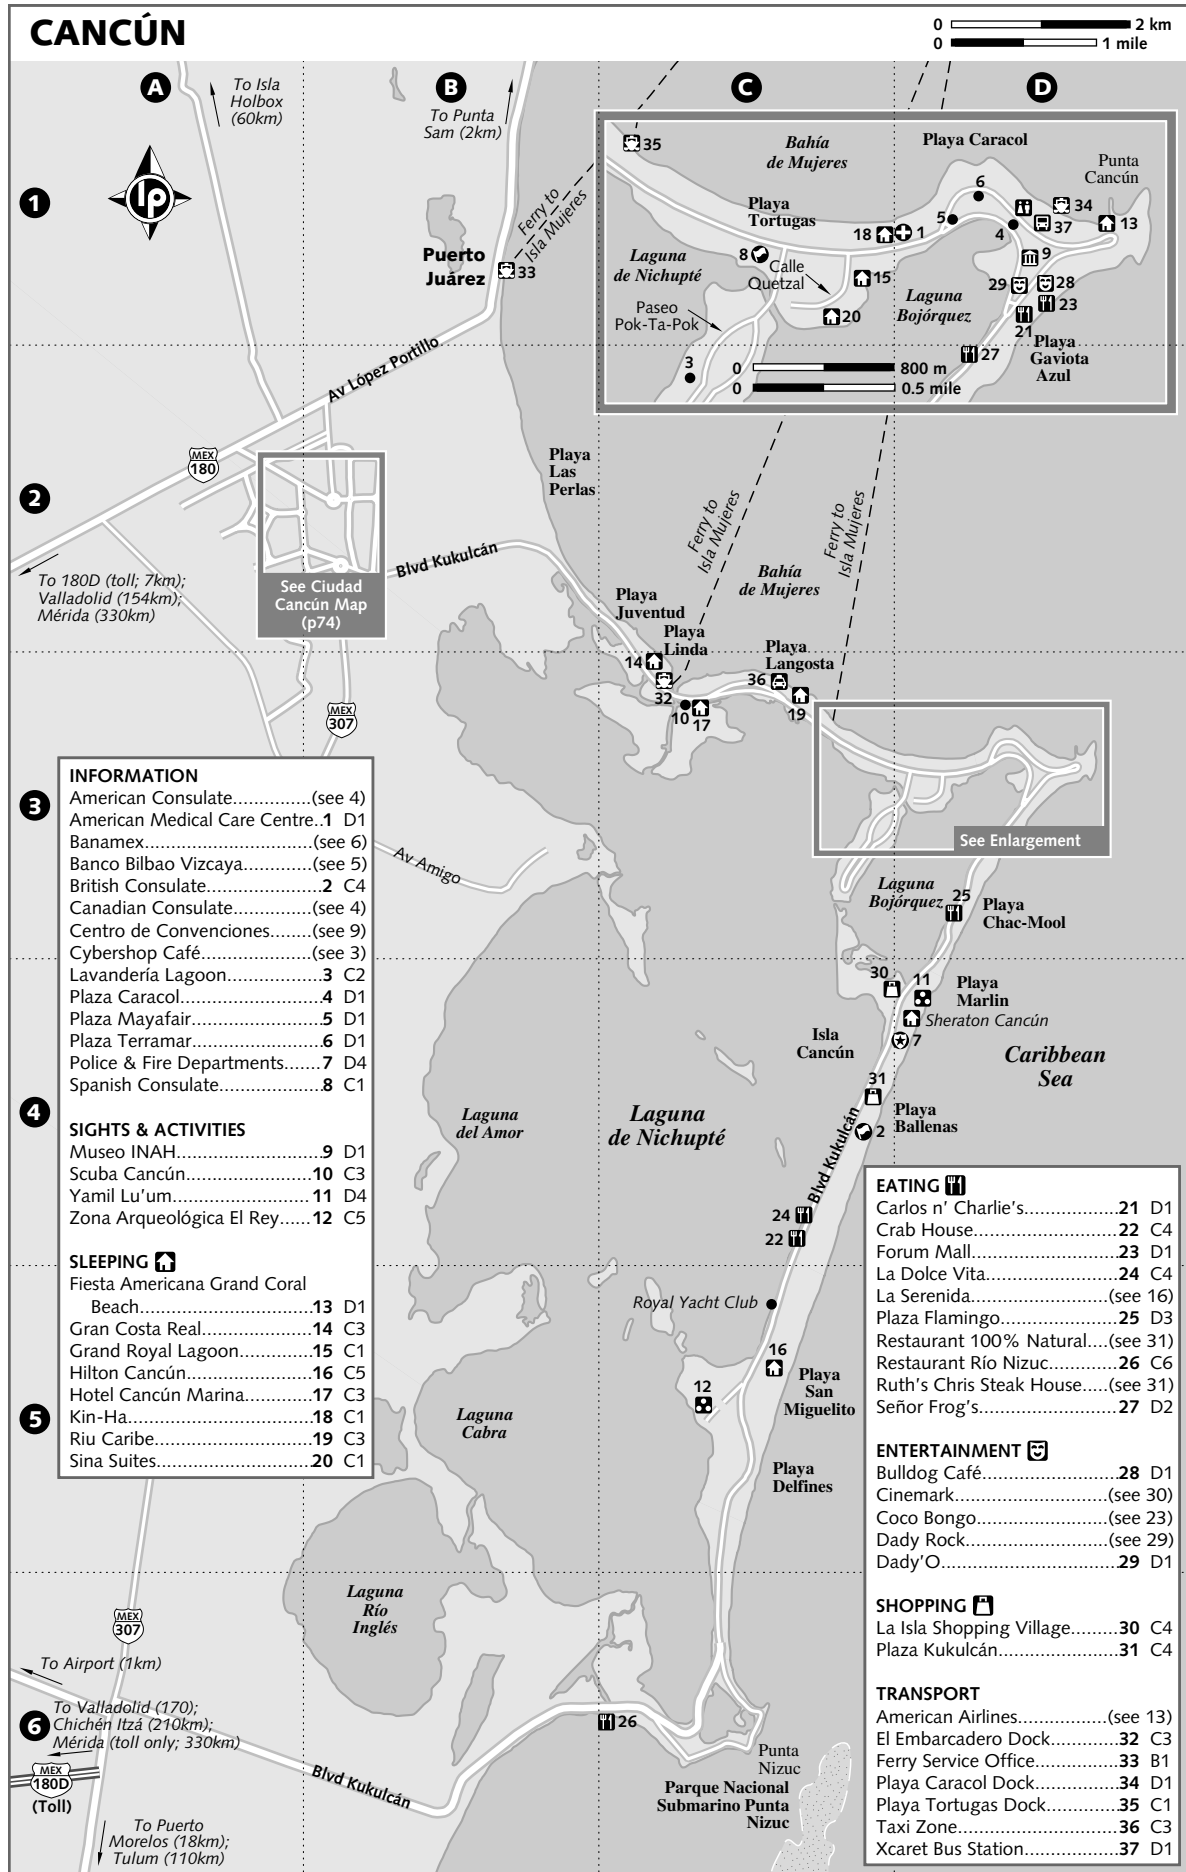 CANCÚN
0 2 km
0 1 mile
A
B
C
D
To Isla
Holbox
(60km)
To Punta
Sam (2km)
lp
1
Puerto
Juárez
33
Ferry to
Isla Mujeres
35
Bahía
de Mujeres
Playa Caracol
Punta
Cancún
6
34
5
37
13
4
Playa
Tortugas
18
1
8
9
Laguna
de Nichupté
Calle
Quetzal
15
29
28
Laguna
Bojórquez
23
Paseo
Pok-Ta-Pok
20
21
Playa
Gaviota
Azul
27
3
0 800 m
0 0.5 mile
Av López Portillo
MEX
180
2
Playa
Las
Perlas
Ferry to
Isla Mujeres
Ferry to
Isla Mujeres
Blvd Kukulcán
Bahía
de Mujeres
To 180D (toll; 7km);
Valladolid (154km);
Mérida (330km)
See Ciudad
Cancún Map
(p74)
Playa
Juventud
Playa
Linda
Playa
Langosta
14
36
32
10
17
19
MEX
307
3
See Enlargement
Av Amigo
Laguna
Bojórquez
25
Playa
Chac-Mool
INFORMATION
American Consulate...............(see 4)
American Medical Care Centre..1 D1
Banamex................................(see 6)
Banco Bilbao Vizcaya.............(see 5)
British Consulate.....................2 C4
Canadian Consulate...............(see 4)
Centro de Convenciones........(see 9)
Cybershop Café.....................(see 3)
Lavandería Lagoon..................3 C2
Plaza Caracol...........................4 D1
Plaza Mayafair.........................5 D1
Plaza Terramar.........................6 D1
Police & Fire Departments.......7 D4
Spanish Consulate...................8 C1
SIGHTS & ACTIVITIES
Museo INAH............................9 D1
Scuba Cancún........................10 C3
Yamil Lu'um...........................11 D4
Zona Arqueológica El Rey......12 C5
SLEEPING
Fiesta Americana Grand Coral
Beach.................................13 D1
Gran Costa Real.....................14 C3
Grand Royal Lagoon...............15 C1
Hilton Cancún........................16 C5
Hotel Cancún Marina..............17 C3
Kin-Ha...................................18 C1
Riu Caribe..............................19 C3
Sina Suites..............................20 C1
30
11
Playa
Marlin
Sheraton Cancún
Isla
Cancún
7
Caribbean
Sea
4
31
Playa
Ballenas
2
Laguna
del Amor
Laguna
de Nichupté
Blvd Kukulcán
24
22
Royal Yacht Club
16
Playa
San
Miguelito
12
5
Laguna
Cabra
Playa
Delfines
EATING
Carlos n' Charlie's...................21 D1
Crab House............................22 C4
Forum Mall.............................23 D1
La Dolce Vita..........................24 C4
La Serenida...........................(see 16)
Plaza Flamingo.......................25 D3
Restaurant 100% Natural....(see 31)
Restaurant Río Nizuc..............26 C6
Ruth's Chris Steak House.....(see 31)
Señor Frog's...........................27 D2
ENTERTAINMENT
Bulldog Café..........................28 D1
Cinemark..............................(see 30)
Coco Bongo..........................(see 23)
Dady Rock............................(see 29)
Dady'O..................................29 D1
SHOPPING
La Isla Shopping Village.........30 C4
Plaza Kukulcán.......................31 C4
TRANSPORT
American Airlines..................(see 13)
El Embarcadero Dock.............32 C3
Ferry Service Office................33 B1
Playa Caracol Dock................34 D1
Playa Tortugas Dock...............35 C1
Taxi Zone...............................36 C3
Xcaret Bus Station..................37 D1
Laguna
Río
Inglés
MEX
307
To Airport (1km)
6
To Valladolid (170);
Chichén Itzá (210km);
Mérida (toll only; 330km)
MEX
180D
(Toll)
26
Blvd Kukulcán
Punta
Nizuc
Parque Nacional
Submarino Punta
Nizuc
To Puerto
Morelos (18km);
Tulum (110km)